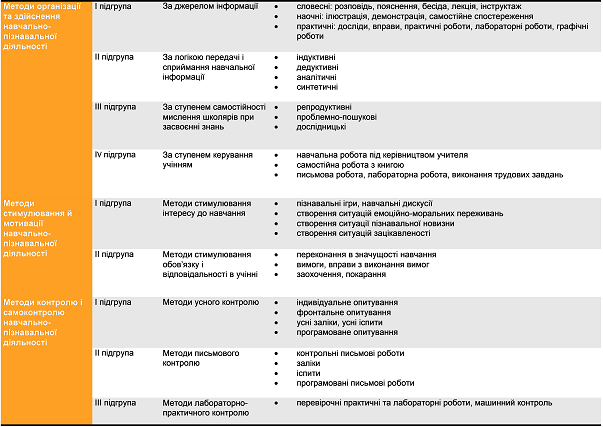 Методи організації
та здійснення
навчально-
пізнавальної
діяльності
І підгрупа
За джерелом інформації
• словесні: розповідь, пояснення, бесіда, лекція, інструктаж
• наочні: ілюстрація, демонстрація, самостійне спостереження
• практичні: досліди, вправи, практичні роботи, лабораторні роботи, графічні
роботи
ІІ підгрупа
За логікою передачі і
сприймання навчальної
інформації
• індуктивні
• дедуктивні
• аналітичні
• синтетичні
ІІІ підгрупа
За ступенем самостійності
мислення школярів при
засвоєнні знань
• репродуктивні
• проблемно-пошукові
• дослідницькі
IV підгрупа
За ступенем керування
учінням
• навчальна робота під керівництвом учителя
• самостійна робота з книгою
• письмова робота, лабораторна робота, виконання трудових завдань
Методи
стимулювання й
мотивації
навчально-
пізнавальної
діяльності
І підгрупа
Методи стимулювання
інтересу до навчання
• пізнавальні ігри, навчальні дискусії
• створення ситуацій емоційно-моральних переживань
• створення ситуації пізнавальної новизни
• створення ситуацій зацікавленості
ІІ підгрупа
Методи стимулювання
обов'язку і
відповідальності в учінні
• переконання в значущості навчання
• вимоги, вправи з виконання вимог
• заохочення, покарання
Методи контролю і
самоконтролю
навчально-
пізнавальної
діяльності
І підгрупа
Методи усного контролю
• індивідуальне опитування
• фронтальне опитування
• усні заліки, усні іспити
• програмоване опитування
ІІ підгрупа
Методи письмового
контролю
• контрольні письмові роботи
• заліки
• іспити
• програмовані письмові роботи
ІІІ підгрупа
Методи лабораторно-
практичного контролю
• перевірочні практичні та лабораторні роботи, машинний контроль